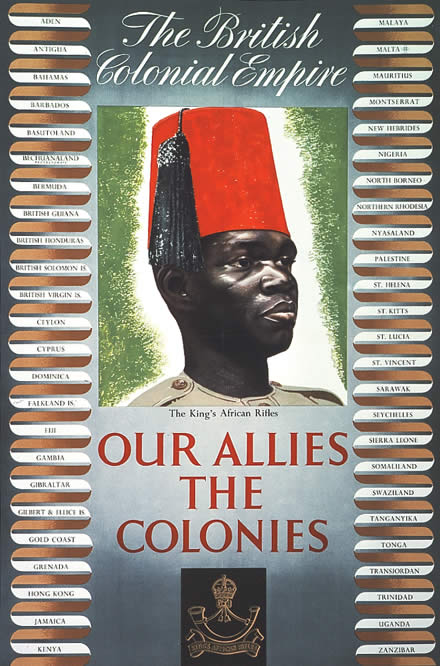 The British
Colonial Empire
ADEN
ANTIGUA
BAHAMAS
BARBADOS
BASUTOLAND
BECHUANALAND
PROTECTORATE
BERMUDA
BRITISH GUIANA
BRITISH HONDURAS
BRITISH SOLOMON IS.
BRITISH VIRGIN IS.
CEYLON
CYPRUS
DOMINICA
FALKLAND IS.
FIJI
GAMBIA
GIBRALTAR
GILBERT & ELLICE IS.
GOLD COAST
GRENADA
HONG KONG
JAMAICA
KENYA
MALAYA
MALTA
MAURITIUS
MONTSERRAT
NEW HEBRIDES
NIGERIA
NORTH BORNEO
NORTHERN RHODESIA
NYASALAND
PALESTINE
ST. HELENA
ST. KITTS
ST. LUCIA
ST. VINCENT
SARAWAK
SEYCHELLES
SIERRA LEONE
SOMALILAND
SWAZILAND
TANGANYIKA
TONGA
TRANSJORDAN
TRINIDAD
UGANDA
ZANZIBAR
The King's African Rifles
OUR ALLIES
THE
COLONIES
KING'S AFRICAN RIFLES